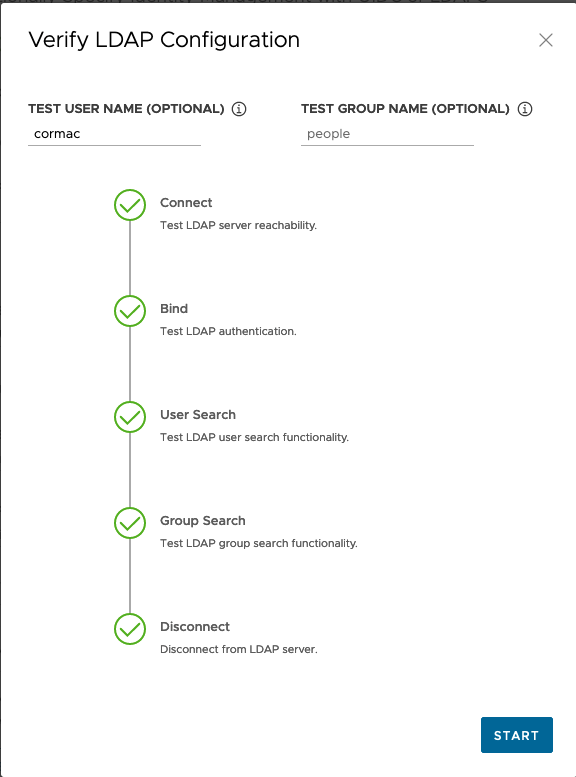 Verify LDAP Configuration
TEST USER NAME (OPTIONAL) TEST GROUP NAME (OPTIONAL)
cormac people
Connect
Test LDAP server reachability.
Bind
Test LDAP authentication.
User Search
Test LDAP user search functionality.
Group Search
Test LDAP group search functionality.
Disconnect
Disconnect from LDAP server.
START